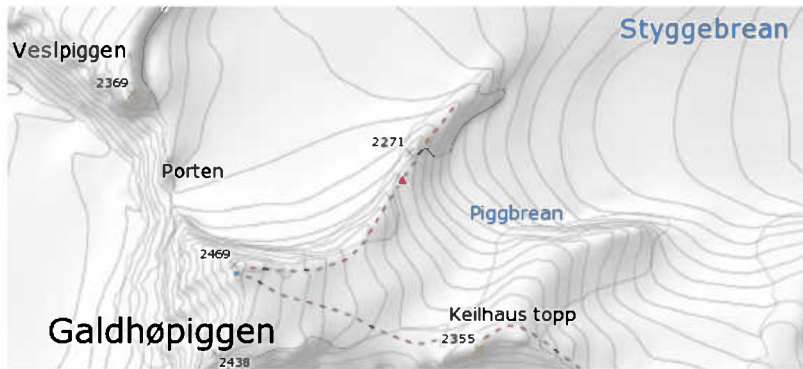 Styggebrean
Veslpiggen
2369
2271
Porten
Piggbrean
2469
Keilhaus topp
Galdhøpiggen
2355
2438